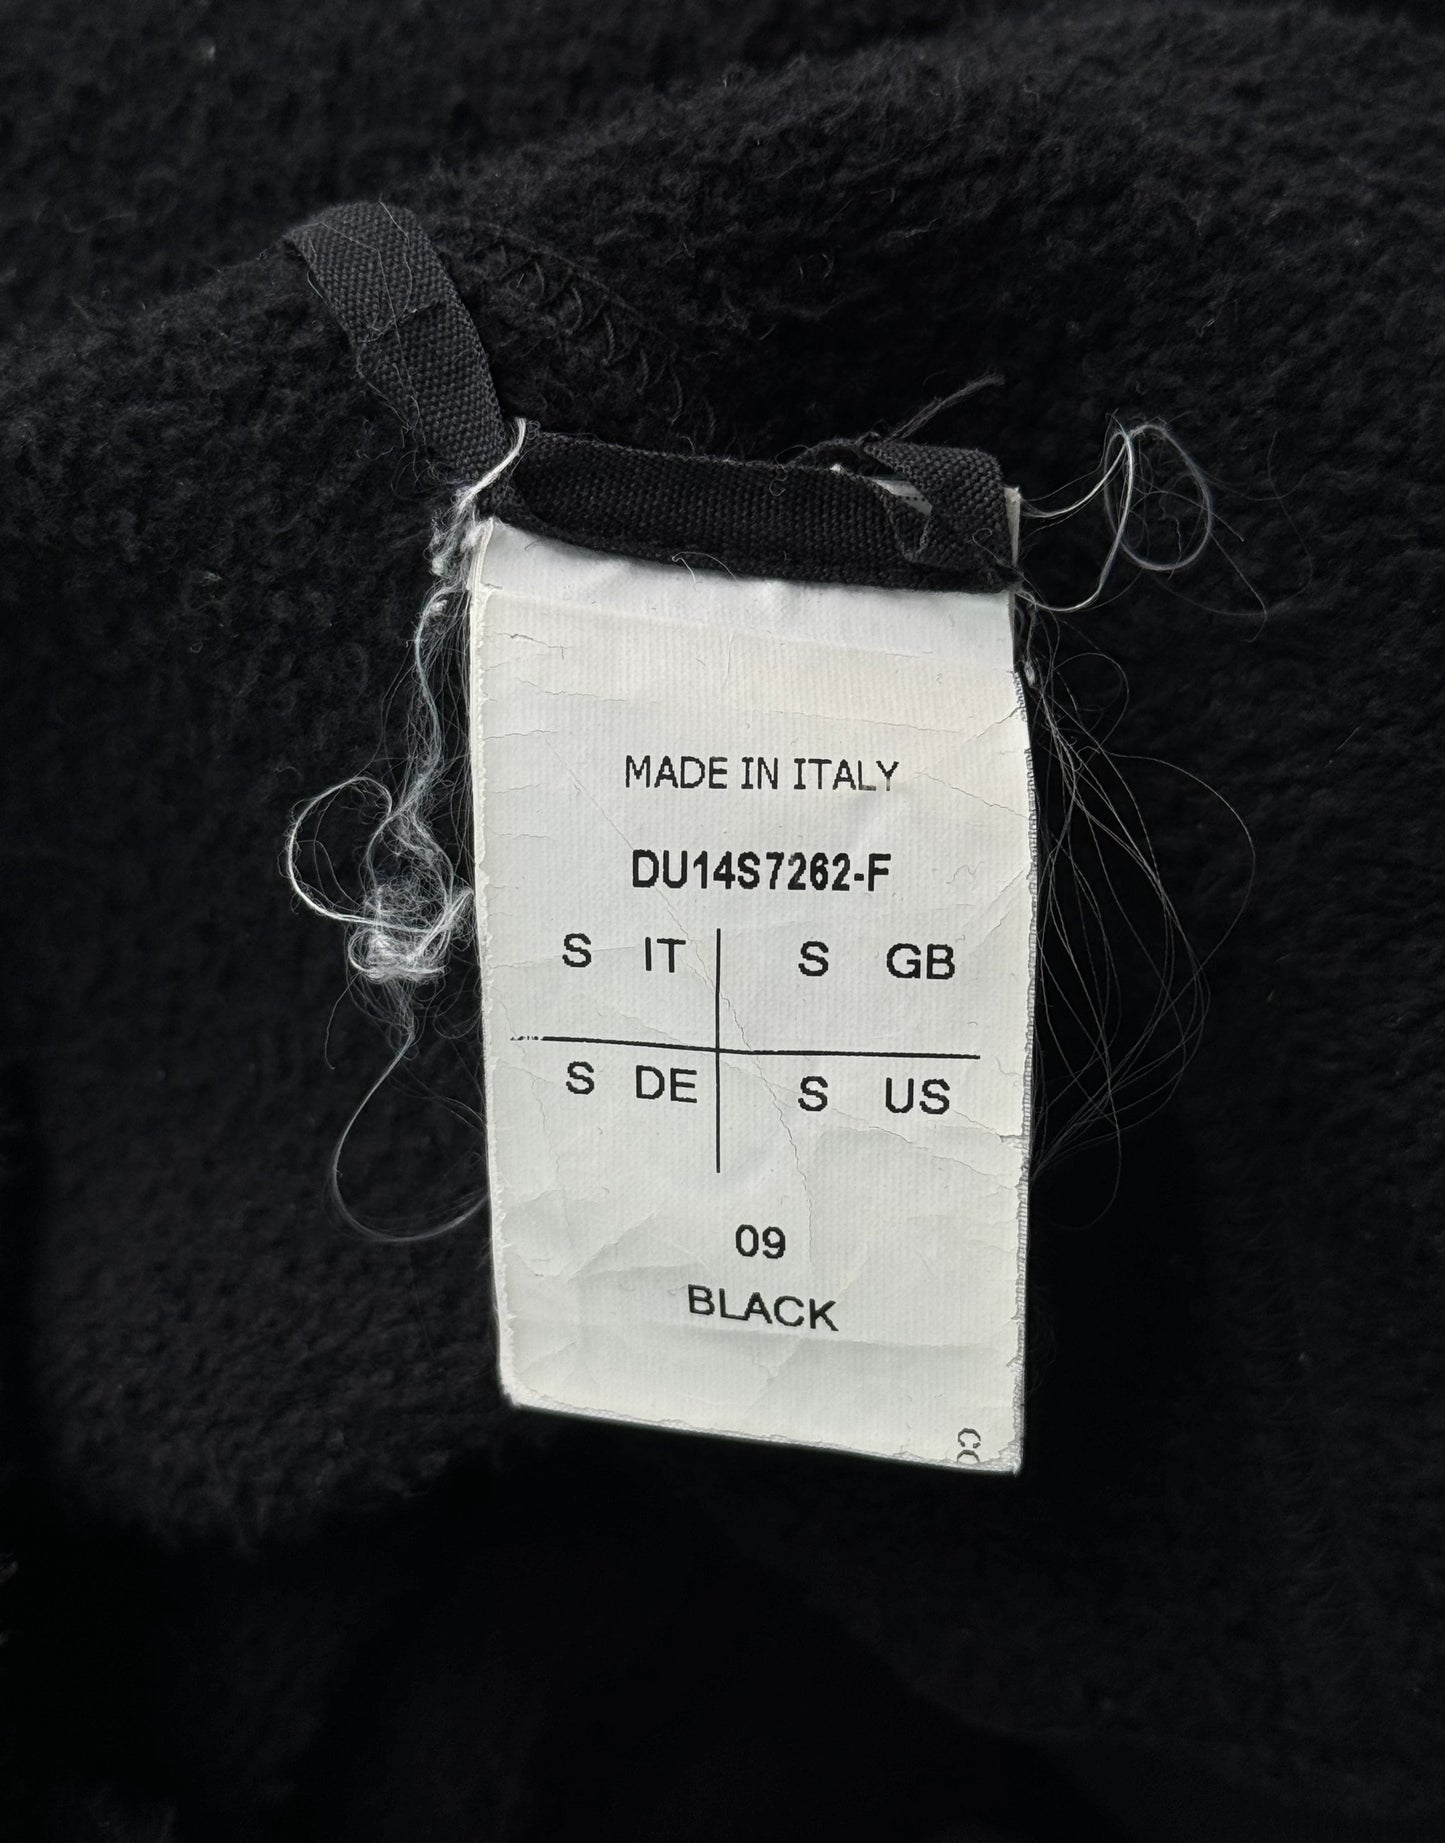 MADE IN ITALY
DU14S7262-F
S IT S GB
S DE S US
09
BLACK